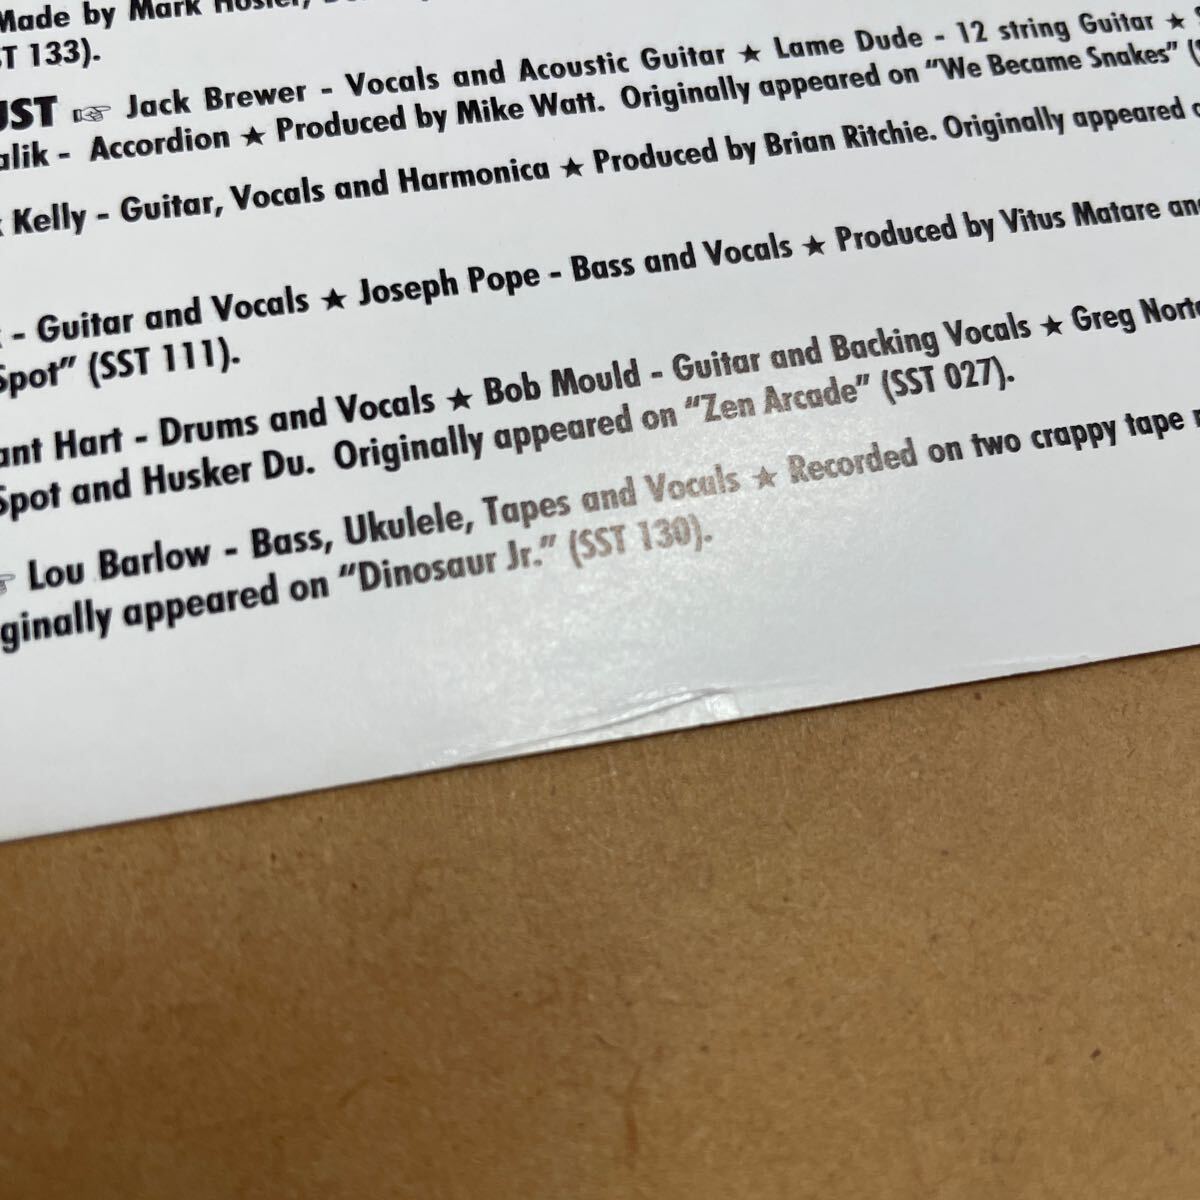 Made by Mark
ST 133).
UST ☞ Jack Brewer - Vocals and Acoustic Guitar ★ Lame Dude - 12 string Guitar ★
alik - Accordion ★ Produced by Mike Watt. Originally appeared on “We Became Snakes” (
Kelly - Guitar, Vocals and Harmonica ★ Produced by Brian Ritchie. Originally appeared
- Guitar and Vocals ★ Joseph Pope - Bass and Vocals ★ Produced by Vitus Matare and
Spot” (SST 111).
ant Hart - Drums and Vocals ★ Bob Mould - Guitar and Backing Vocals ★ Greg Norto
Spot and Husker Du. Originally appeared on “Zen Arcade” (SST 027).
☞ Lou Barlow - Bass, Ukulele, Tapes and Vocals ★ Recorded on two crappy tape
ginally appeared on “Dinosaur Jr.” (SST 130).